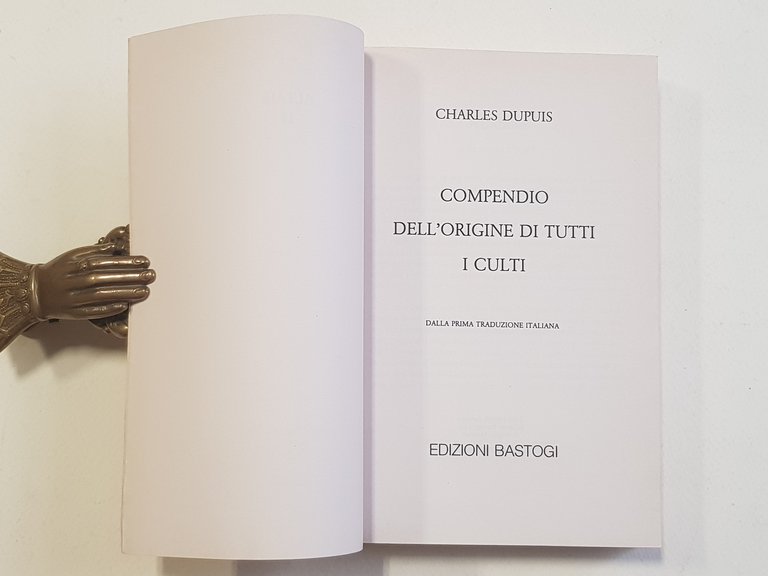 CHARLES DUPUIS
COMPENDIO
DELL'ORIGINE DI TUTTI
I CULTI
DALLA PRIMA TRADUZIONE ITALIANA
EDIZIONI BASTOGI